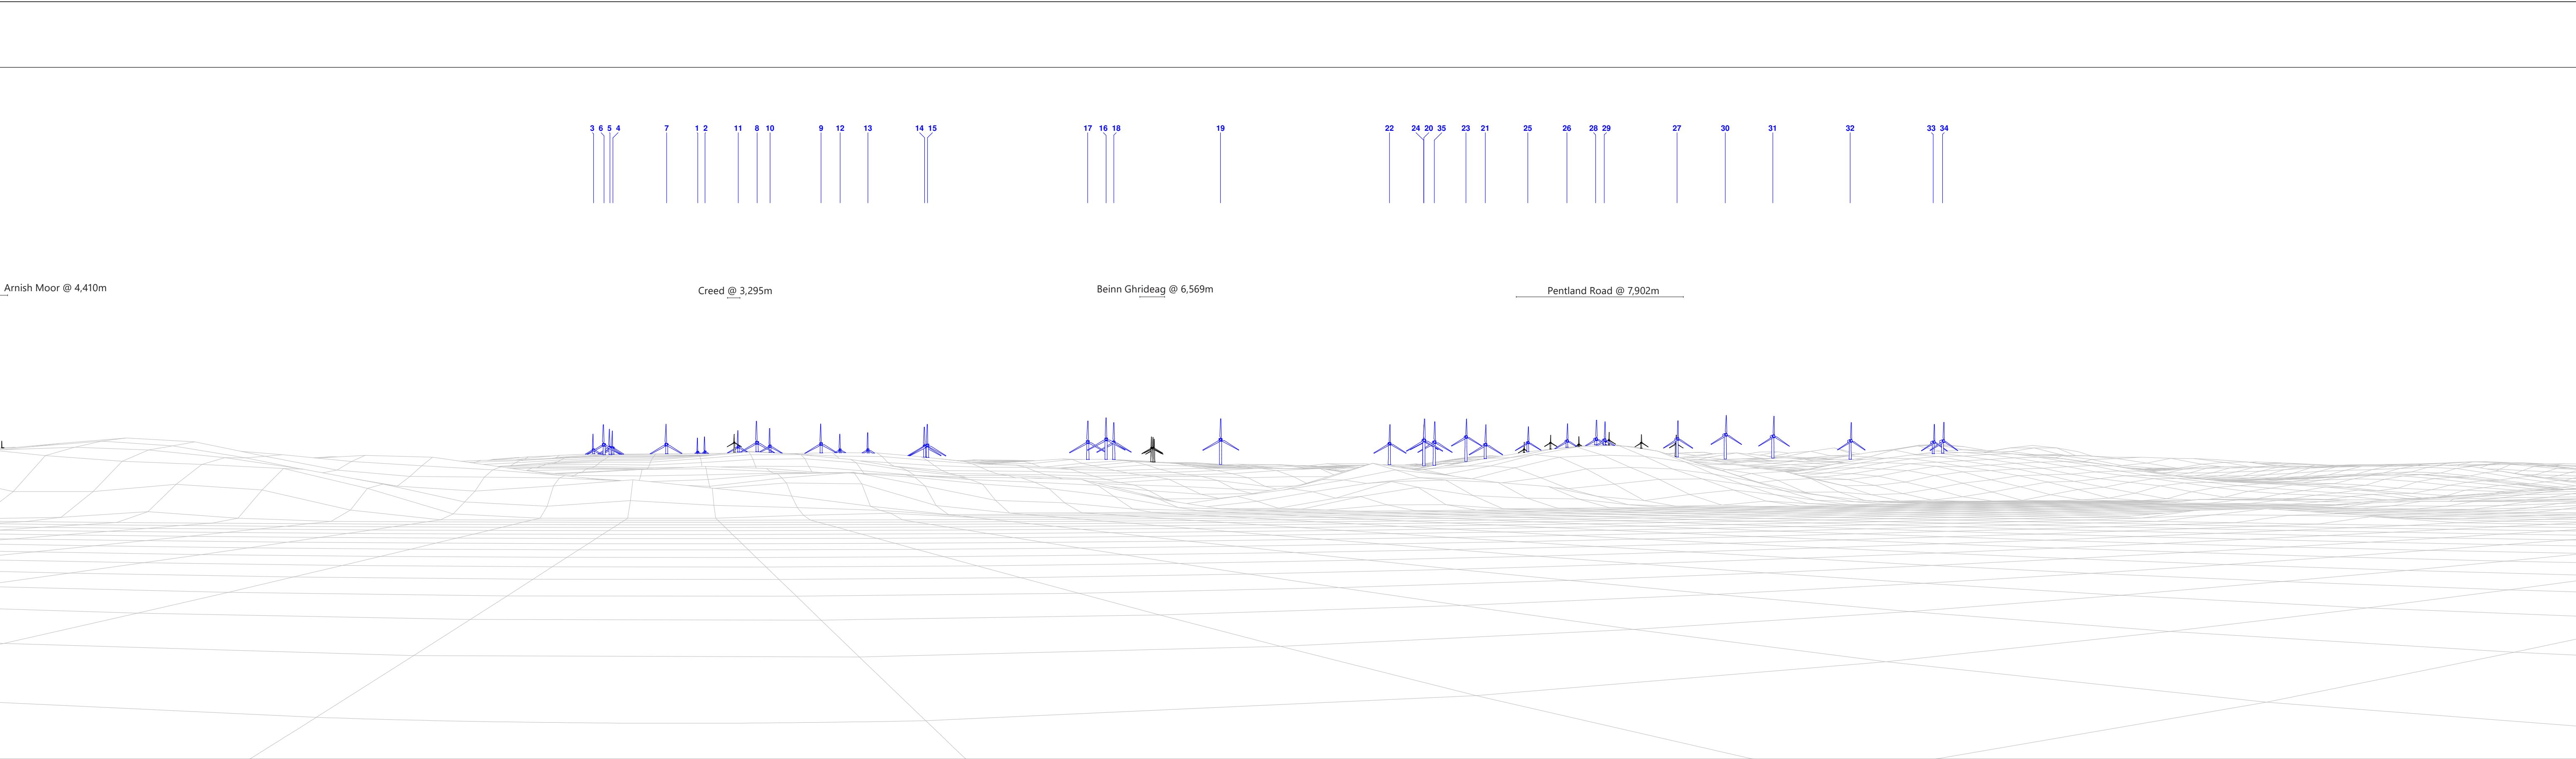 3 6 5 4 7 1 2 11 8 10 9 12 13 14 15 17 16 18 19 22 24 20 35 23 21 25 26 28 29 27 30 31 32 33 34
Arnish Moor @ 4,410m
Creed @ 3,295m
Beinn Ghrideag @ 6,569m
Pentland Road @ 7,902m